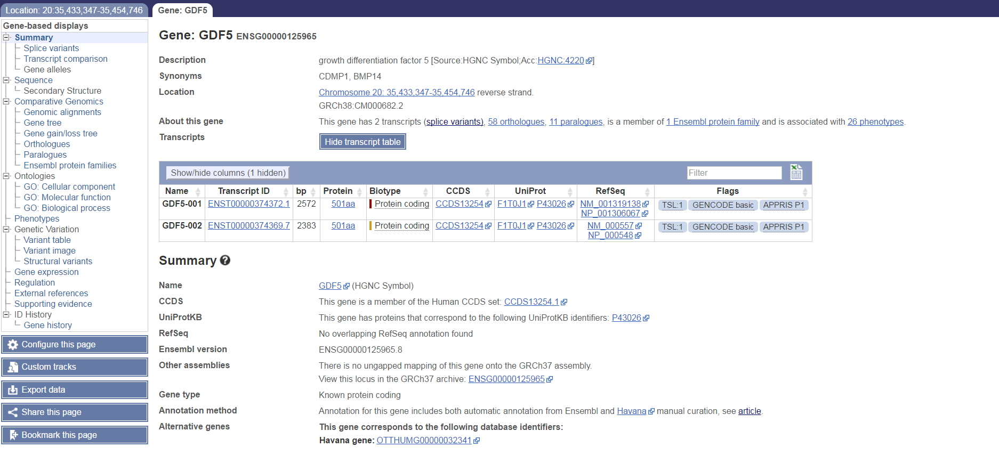 Location: 20:35,433,347-35,454,746
Gene: GDF5
Gene-based displays
Summary
Splice variants
Transcript comparison
Gene alleles
Sequence
Secondary Structure
Comparative Genomics
Genomic alignments
Gene tree
Gene gain/loss tree
Orthologues
Paralogues
Ensembl protein families
Ontologies
GO: Cellular component
GO: Molecular function
GO: Biological process
Phenotypes
Genetic Variation
Variant table
Variant image
Structural variants
Gene expression
Regulation
External references
Supporting evidence
ID History
Gene history
Configure this page
Custom tracks
Export data
Share this page
Bookmark this page
Gene: GDF5 ENSG00000125965
Description growth differentiation factor 5 [Source:HGNC Symbol;Acc:HGNC:4220]
Synonyms CDMP1, BMP14
Location Chromosome 20: 35,433,347-35,454,746 reverse strand.
GRCh38:CM000682.2
About this gene This gene has 2 transcripts (splice variants), 58 orthologues, 11 paralogues, is a member of 1 Ensembl protein family and is associated with 26 phenotypes.
Transcripts Hide transcript table
Show/hide columns (1 hidden) Filter
Name Transcript ID bp Protein Biotype CCDS UniProt RefSeq Flags
GDF5-001 ENST00000374372.1 2572 501aa Protein coding CCDS13254 F1T0J1 P43026 NM_001319138 TSL:1 GENCODE basic APPRIS P1
NP_001306067
GDF5-002 ENST00000374369.7 2383 501aa Protein coding CCDS13254 F1T0J1 P43026 NM_000557 TSL:1 GENCODE basic APPRIS P1
NP_000548
Summary ?
Name GDF5 (HGNC Symbol)
CCDS This gene is a member of the Human CCDS set: CCDS13254.1
UniProtKB This gene has proteins that correspond to the following UniProtKB identifiers: P43026
RefSeq No overlapping RefSeq annotation found
Ensembl version ENSG00000125965.8
Other assemblies There is no ungapped mapping of this gene onto the GRCh37 assembly.
View this locus in the GRCh37 archive: ENSG00000125965
Gene type Known protein coding
Annotation method Annotation for this gene includes both automatic annotation from Ensembl and Havana manual curation, see article.
Alternative genes This gene corresponds to the following database identifiers:
Havana gene: OTTHUMG00000032341